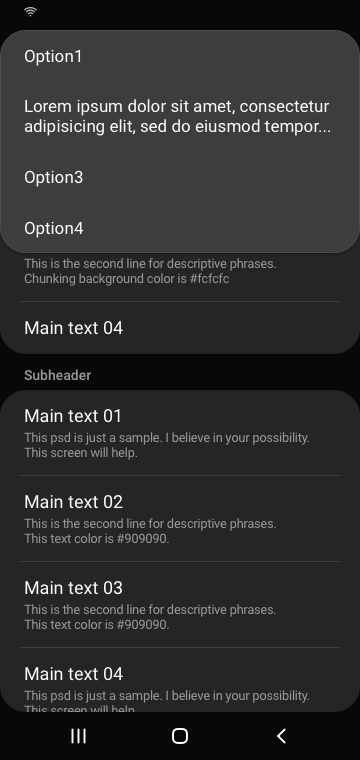 Option1
Lorem ipsum dolor sit amet, consectetur
adipisicing elit, sed do eiusmod tempor...
Option3
Option4
This is the second line for descriptive phrases.
Chunking background color is #fcfcfc
Main text 04
Subheader
Main text 01
This psd is just a sample. I believe in your possibility.
This screen will help.
Main text 02
This is the second line for descriptive phrases.
This text color is #909090.
Main text 03
This is the second line for descriptive phrases.
This text color is #909090.
Main text 04
This psd is just a sample. I believe in your possibility.
This screen will help.